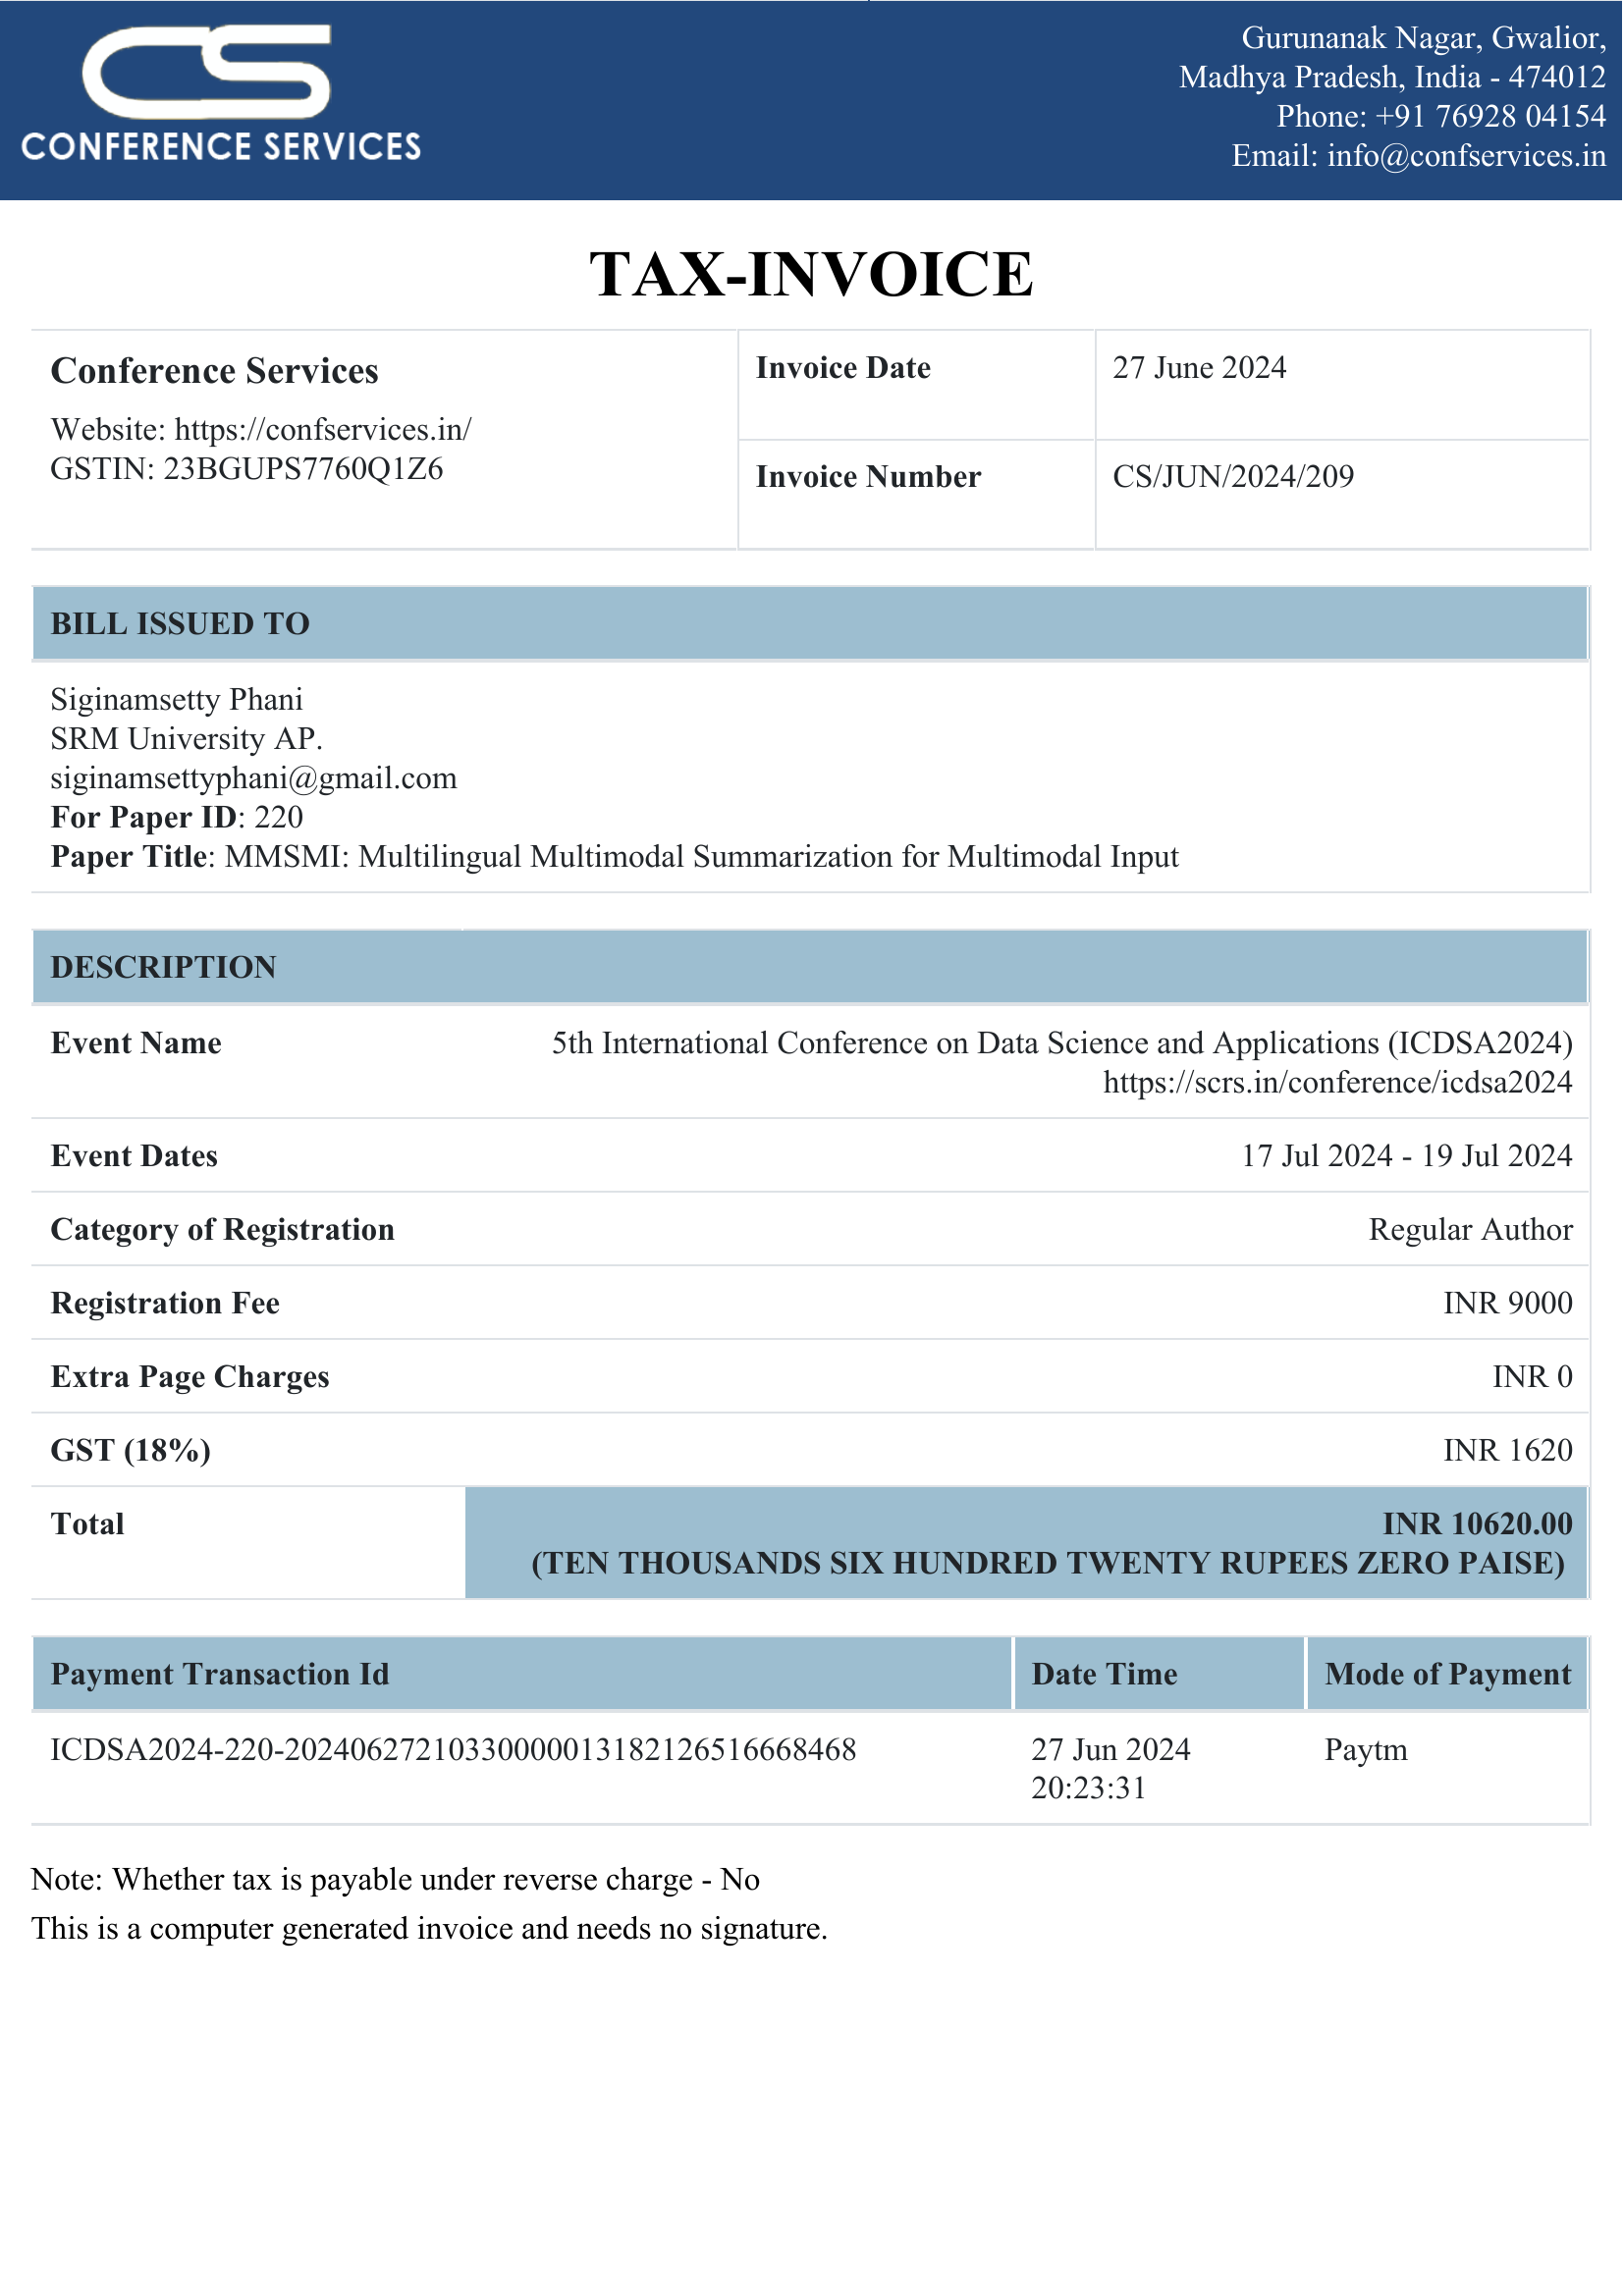 CS
CONFERENCE SERVICES
Gurunanak Nagar, Gwalior,
Madhya Pradesh, India - 474012
Phone: +91 76928 04154
Email: info@confservices.in
TAX-INVOICE
Conference Services
Website: https://confservices.in/
GSTIN: 23BGUPS7760Q1Z6
Invoice Date 27 June 2024
Invoice Number CS/JUN/2024/209
BILL ISSUED TO
Siginamsetty Phani
SRM University AP.
siginamsettyphani@gmail.com
For Paper ID: 220
Paper Title: MMSMI: Multilingual Multimodal Summarization for Multimodal Input
DESCRIPTION
Event Name 5th International Conference on Data Science and Applications (ICDSA2024)
https://scrs.in/conference/icdsa2024
Event Dates 17 Jul 2024 - 19 Jul 2024
Category of Registration Regular Author
Registration Fee INR 9000
Extra Page Charges INR 0
GST (18%) INR 1620
Total INR 10620.00
(TEN THOUSANDS SIX HUNDRED TWENTY RUPEES ZERO PAISE)
Payment Transaction Id Date Time Mode of Payment
ICDSA2024-220-20240627210330000013182126516668468 27 Jun 2024 Paytm
20:23:31
Note: Whether tax is payable under reverse charge - No
This is a computer generated invoice and needs no signature.